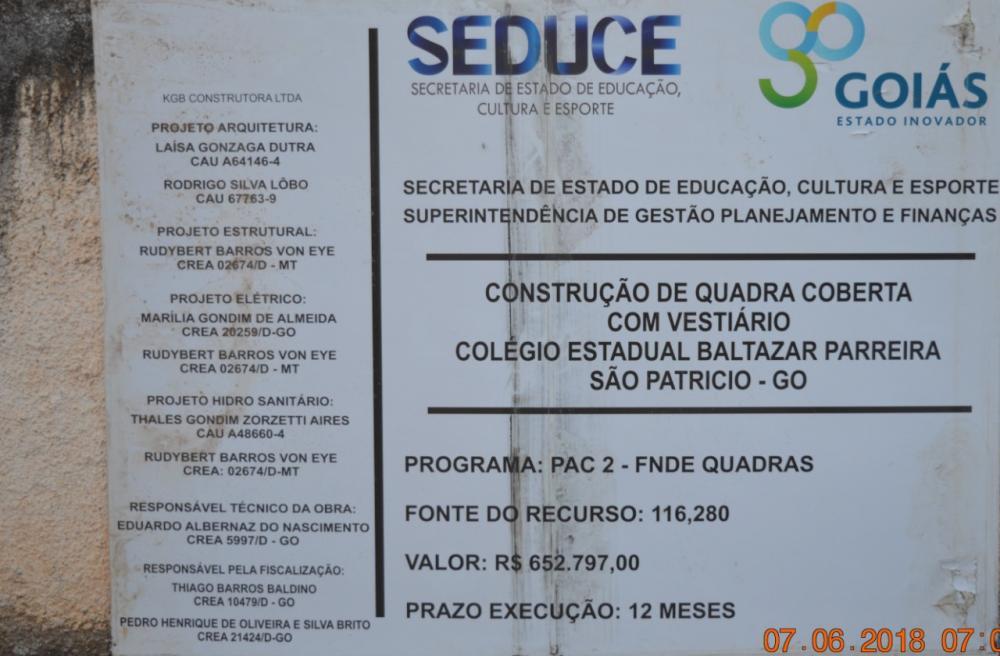 KGB CONSTRUTORA LTDA
PROJETO ARQUITETURA:
LAÍSA GONZAGA DUTRA
CAU A64146-4
RODRIGO SILVA LÔBO
CAU 67763-9
PROJETO ESTRUTURAL:
RUDYBERT BARROS VON EYE
CREA 02674/D - MT
PROJETO ELÉTRICO:
MARÍLIA GONDIM DE ALMEIDA
CREA 20259/D-GO
RUDYBERT BARROS VON EYE
CREA 02674/D - MT
PROJETO HIDRO SANITÁRIO:
THALES GONDIM ZORZETTI AIRES
CAU A48660-4
RUDYBERT BARROS VON EYE
CREA: 02674/D-MT
RESPONSÁVEL TÉCNICO DA OBRA:
EDUARDO ALBERNAZ DO NASCIMENTO
CREA 5997/D - GO
RESPONSÁVEL PELA FISCALIZAÇÃO:
THIAGO BARROS BALDINO
CREA 10479/D - GO
PEDRO HENRIQUE DE OLIVEIRA E SILVA BRITO
CREA 21424/D-GO
SEDUCE
SECRETARIA DE ESTADO DE EDUCAÇÃO,
CULTURA E ESPORTE
go
GOIÁS
ESTADO INOVADOR
SECRETARIA DE ESTADO DE EDUCAÇÃO, CULTURA E ESPORTE
SUPERINTENDÊNCIA DE GESTÃO PLANEJAMENTO E FINANÇAS
CONSTRUÇÃO DE QUADRA COBERTA
COM VESTIÁRIO
COLÉGIO ESTADUAL BALTAZAR PARREIRA
SÃO PATRICIO - GO
PROGRAMA: PAC 2 - FNDE QUADRAS
FONTE DO RECURSO: 116,280
VALOR: R$ 652.797,00
PRAZO EXECUÇÃO: 12 MESES
07.06.2018 07:0